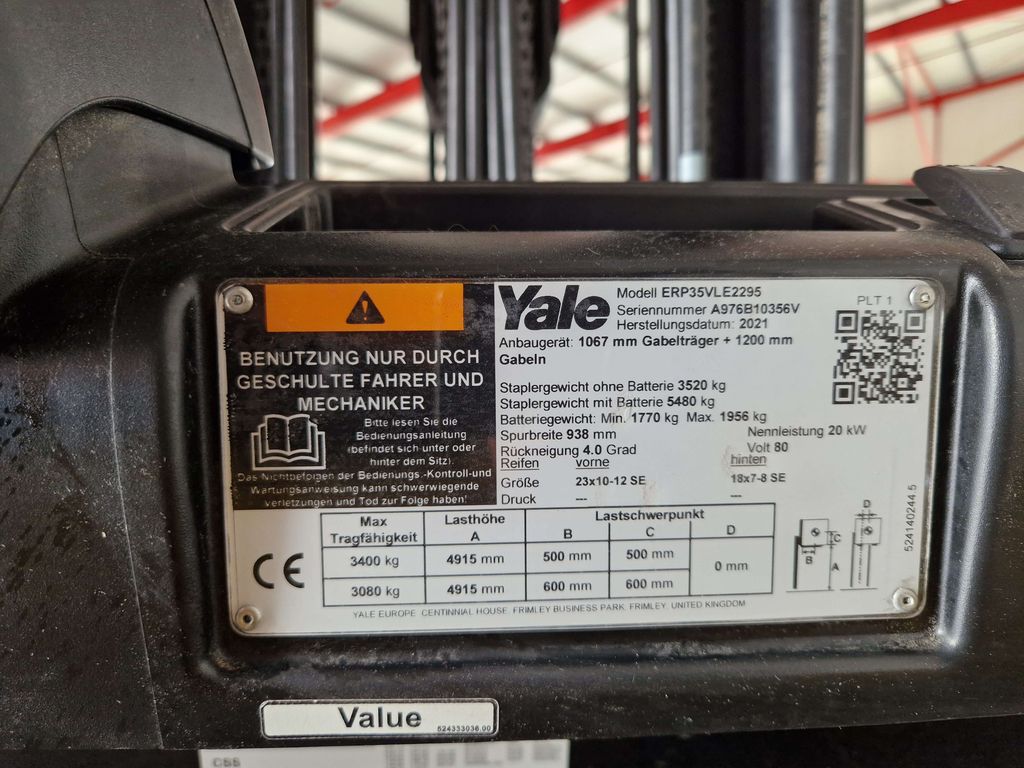 BENUTZUNG NUR DURCH
GESCHULTE FAHRER UND
MECHANIKER
Bitte lesen Sie die
Bedienungsanleitung
(befindet sich unter oder
hinter dem Sitz).
Das Nichtbefolgen der Bedienungs.-Kontroll-und
Wartungsanweisung kann schwerwiegende
verletzungen und Tod zur Folge haben!
Yale
Modell ERP35VLE2295
Seriennummer A976B10356V
Herstellungsdatum: 2021
PLT 1
Anbaugerät: 1067 mm Gabelträger + 1200 mm
Gabeln
Staplergewicht ohne Batterie 3520 kg
Staplergewicht mit Batterie 5480 kg
Batteriegewicht: Min. 1770 kg Max. 1956 kg
Spurbreite 938 mm Nennleistung 20 kW
Rückneigung 4.0 Grad Volt 80
Reifen vorne hinten
Größe 23x10-12 SE 18x7-8 SE
Druck --- ---
Max Lasthöhe Lastschwerpunkt
Tragfähigkeit A B C D
3400 kg 4915 mm 500 mm 500 mm 0 mm
3080 kg 4915 mm 600 mm 600 mm
CE
D
C
B
A
524140244.5
YALE EUROPE. CENTINNIAL HOUSE. FRIMLEY BUSINESS PARK. FRIMLEY. UNITED KINGDOM
Value 524333036.00